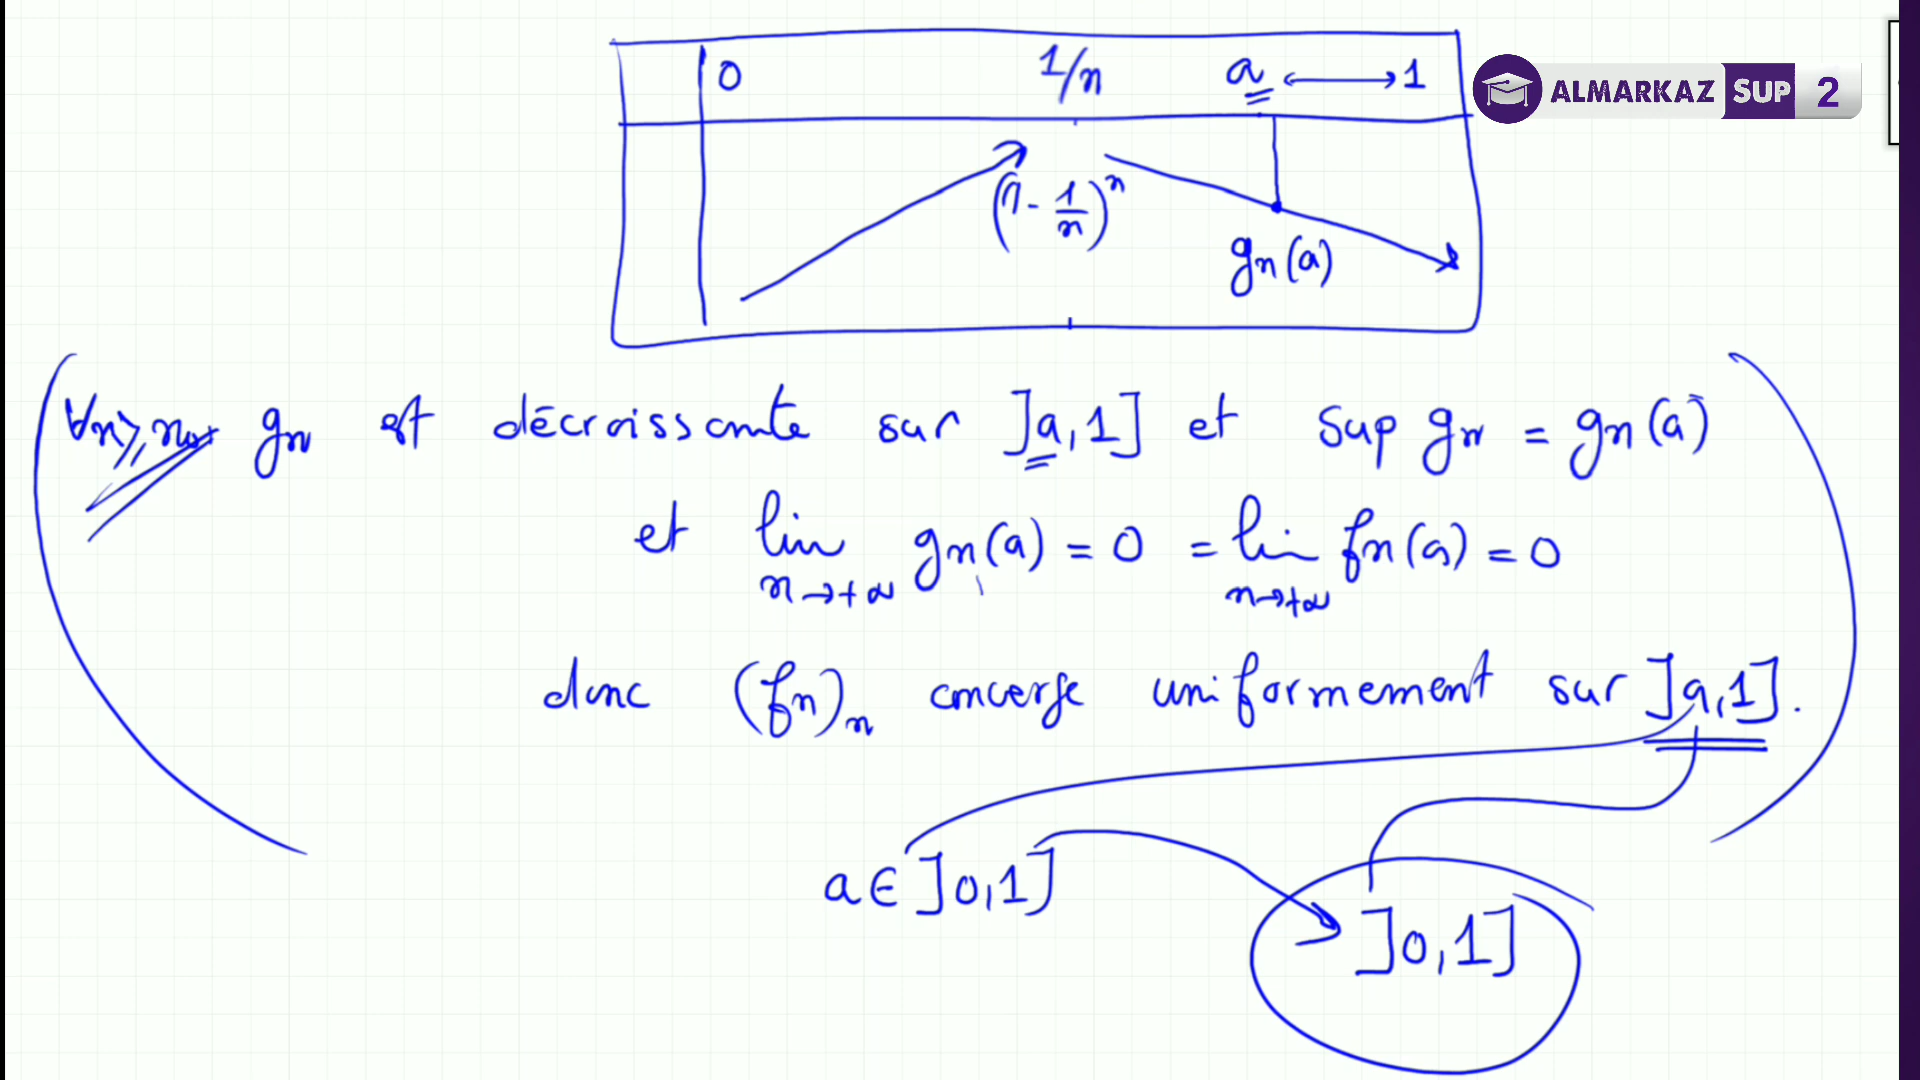 0 1/n a ⟷ 1
ALMARKAZ SUP 2
(1 - 1/n)^n
gn(a)
∀n⩾n₀ gn est décroissante sur ]a,1] et sup gn = gn(a)
et lim n→+∞ gn(a) = 0 = lim n→+∞ fn(a) = 0
donc (fn)n converge uniformement sur ]a,1].
a∈]0,1]
]0,1]